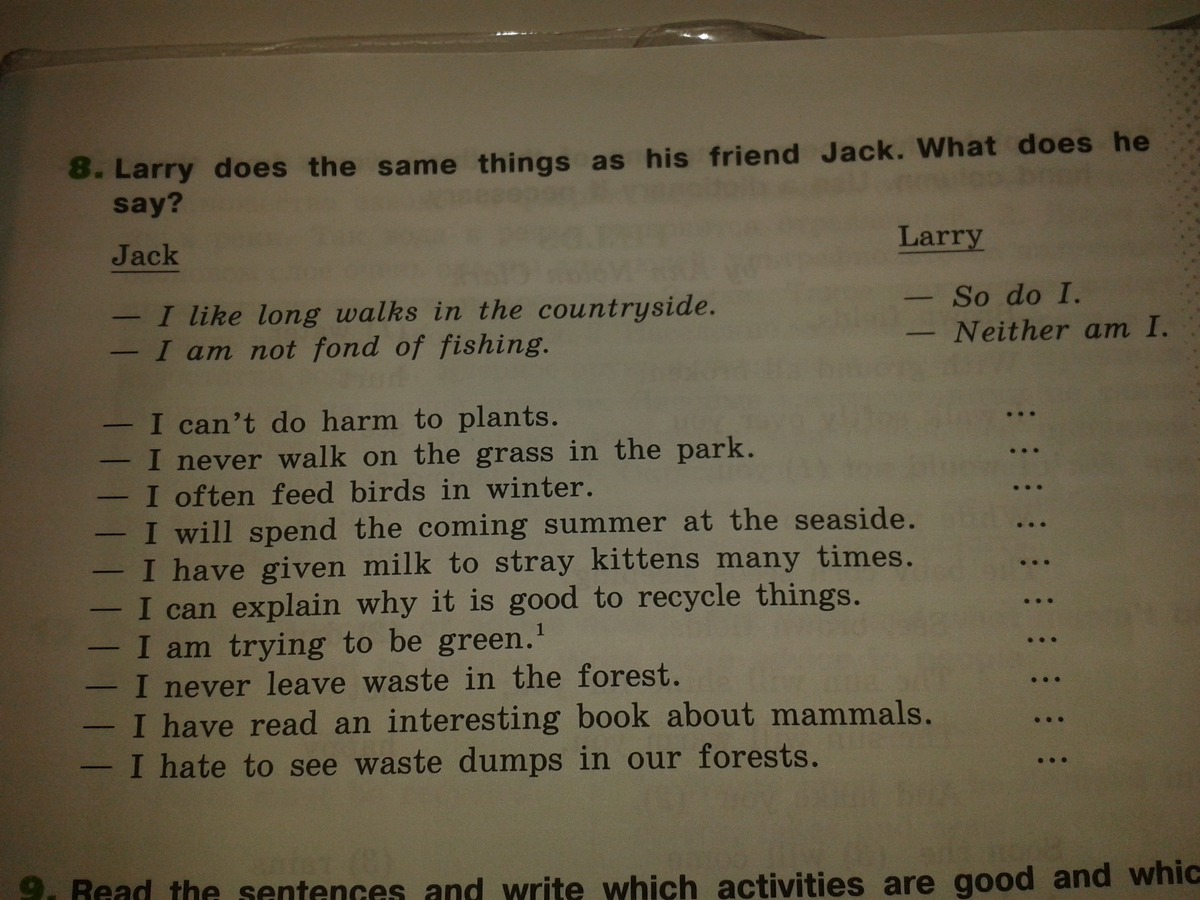 8. Larry does the same things as his friend Jack. What does he
say?
Jack
Larry
— I like long walks in the countryside.
— So do I.
— I am not fond of fishing.
— Neither am I.
— I can't do harm to plants. ...
— I never walk on the grass in the park. ...
— I often feed birds in winter. ...
— I will spend the coming summer at the seaside. ...
— I have given milk to stray kittens many times. ...
— I can explain why it is good to recycle things. ...
— I am trying to be green.¹ ...
— I never leave waste in the forest. ...
— I have read an interesting book about mammals. ...
— I hate to see waste dumps in our forests. ...
9. Read the sentences and write which activities are good and whic